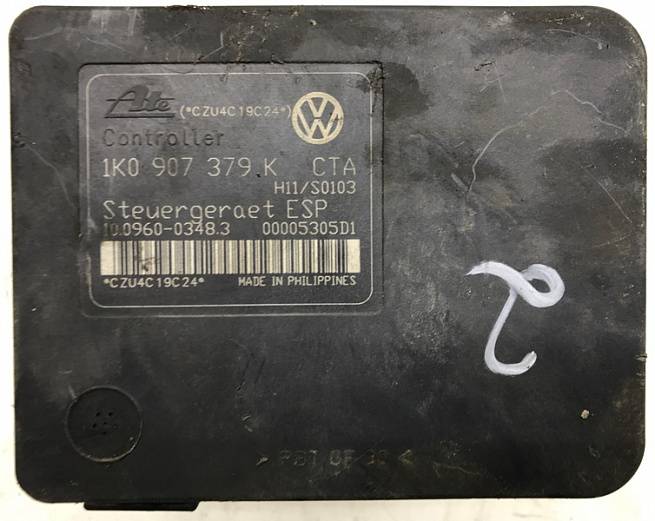 Ate (*CZU4C19C24*)
Controller
1K0 907 379 K CTA
H11/S0103
Steuergeraet ESP
10.0960-0348.3 00005305D1
*CZU4C19C24* MADE IN PHILIPPINES